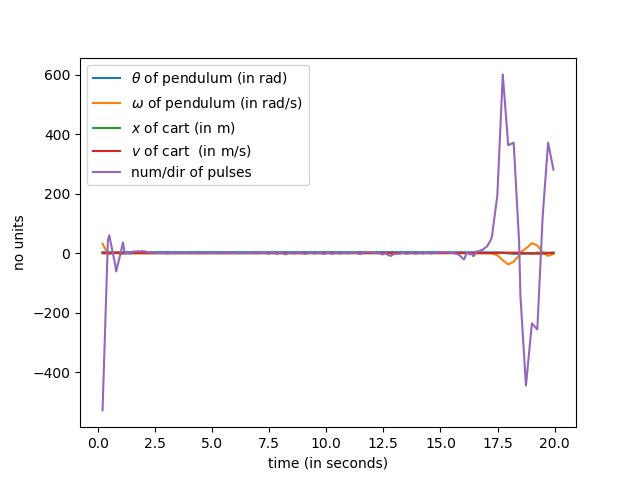 θ of pendulum (in rad)
ω of pendulum (in rad/s)
x of cart (in m)
v of cart (in m/s)
num/dir of pulses
600
400
200
0
−200
−400
no units
0.0 2.5 5.0 7.5 10.0 12.5 15.0 17.5 20.0
time (in seconds)